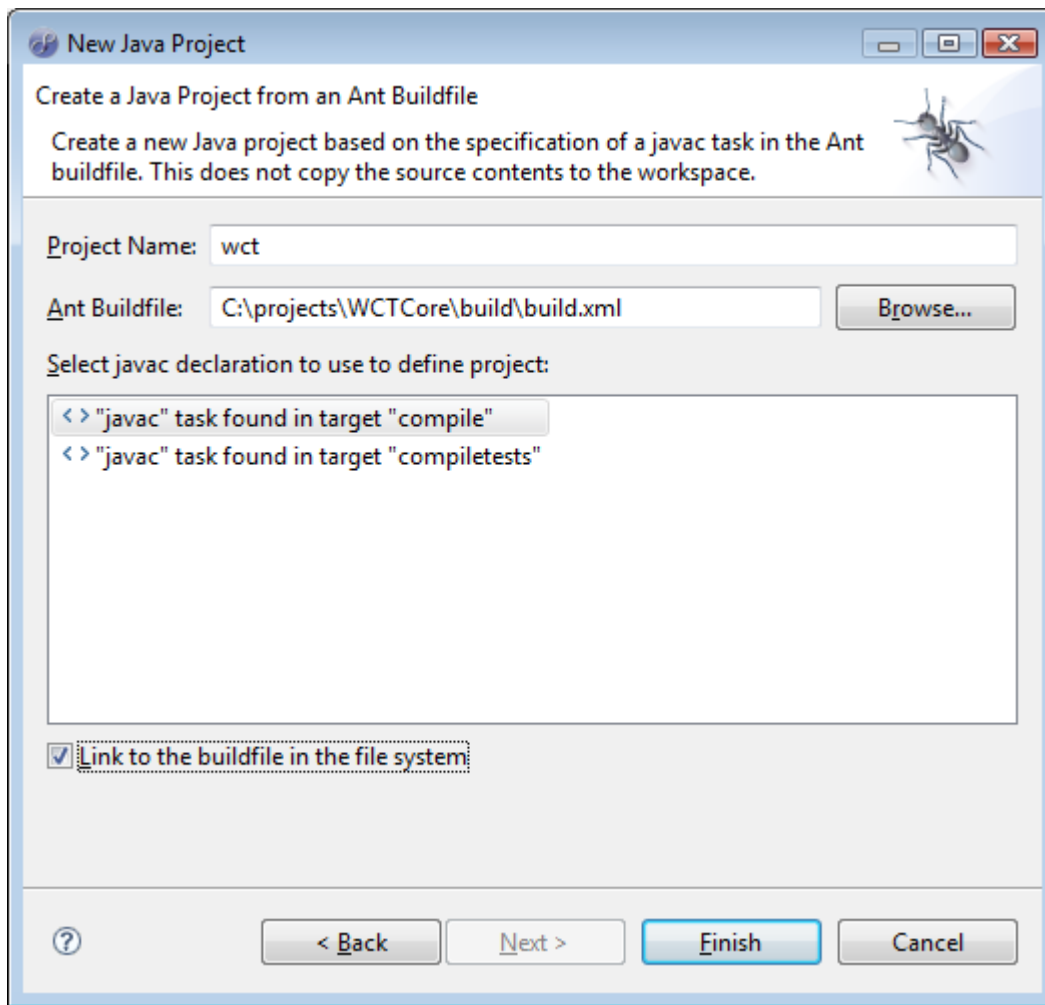 New Java Project
Create a Java Project from an Ant Buildfile
Create a new Java project based on the specification of a javac task in the Ant
buildfile. This does not copy the source contents to the workspace.
Project Name: wct
Ant Buildfile: C:\projects\WCTCore\build\build.xml Browse...
Select javac declaration to use to define project:
<> "javac" task found in target "compile"
<> "javac" task found in target "compiletests"
Link to the buildfile in the file system
? < Back Next > Finish Cancel